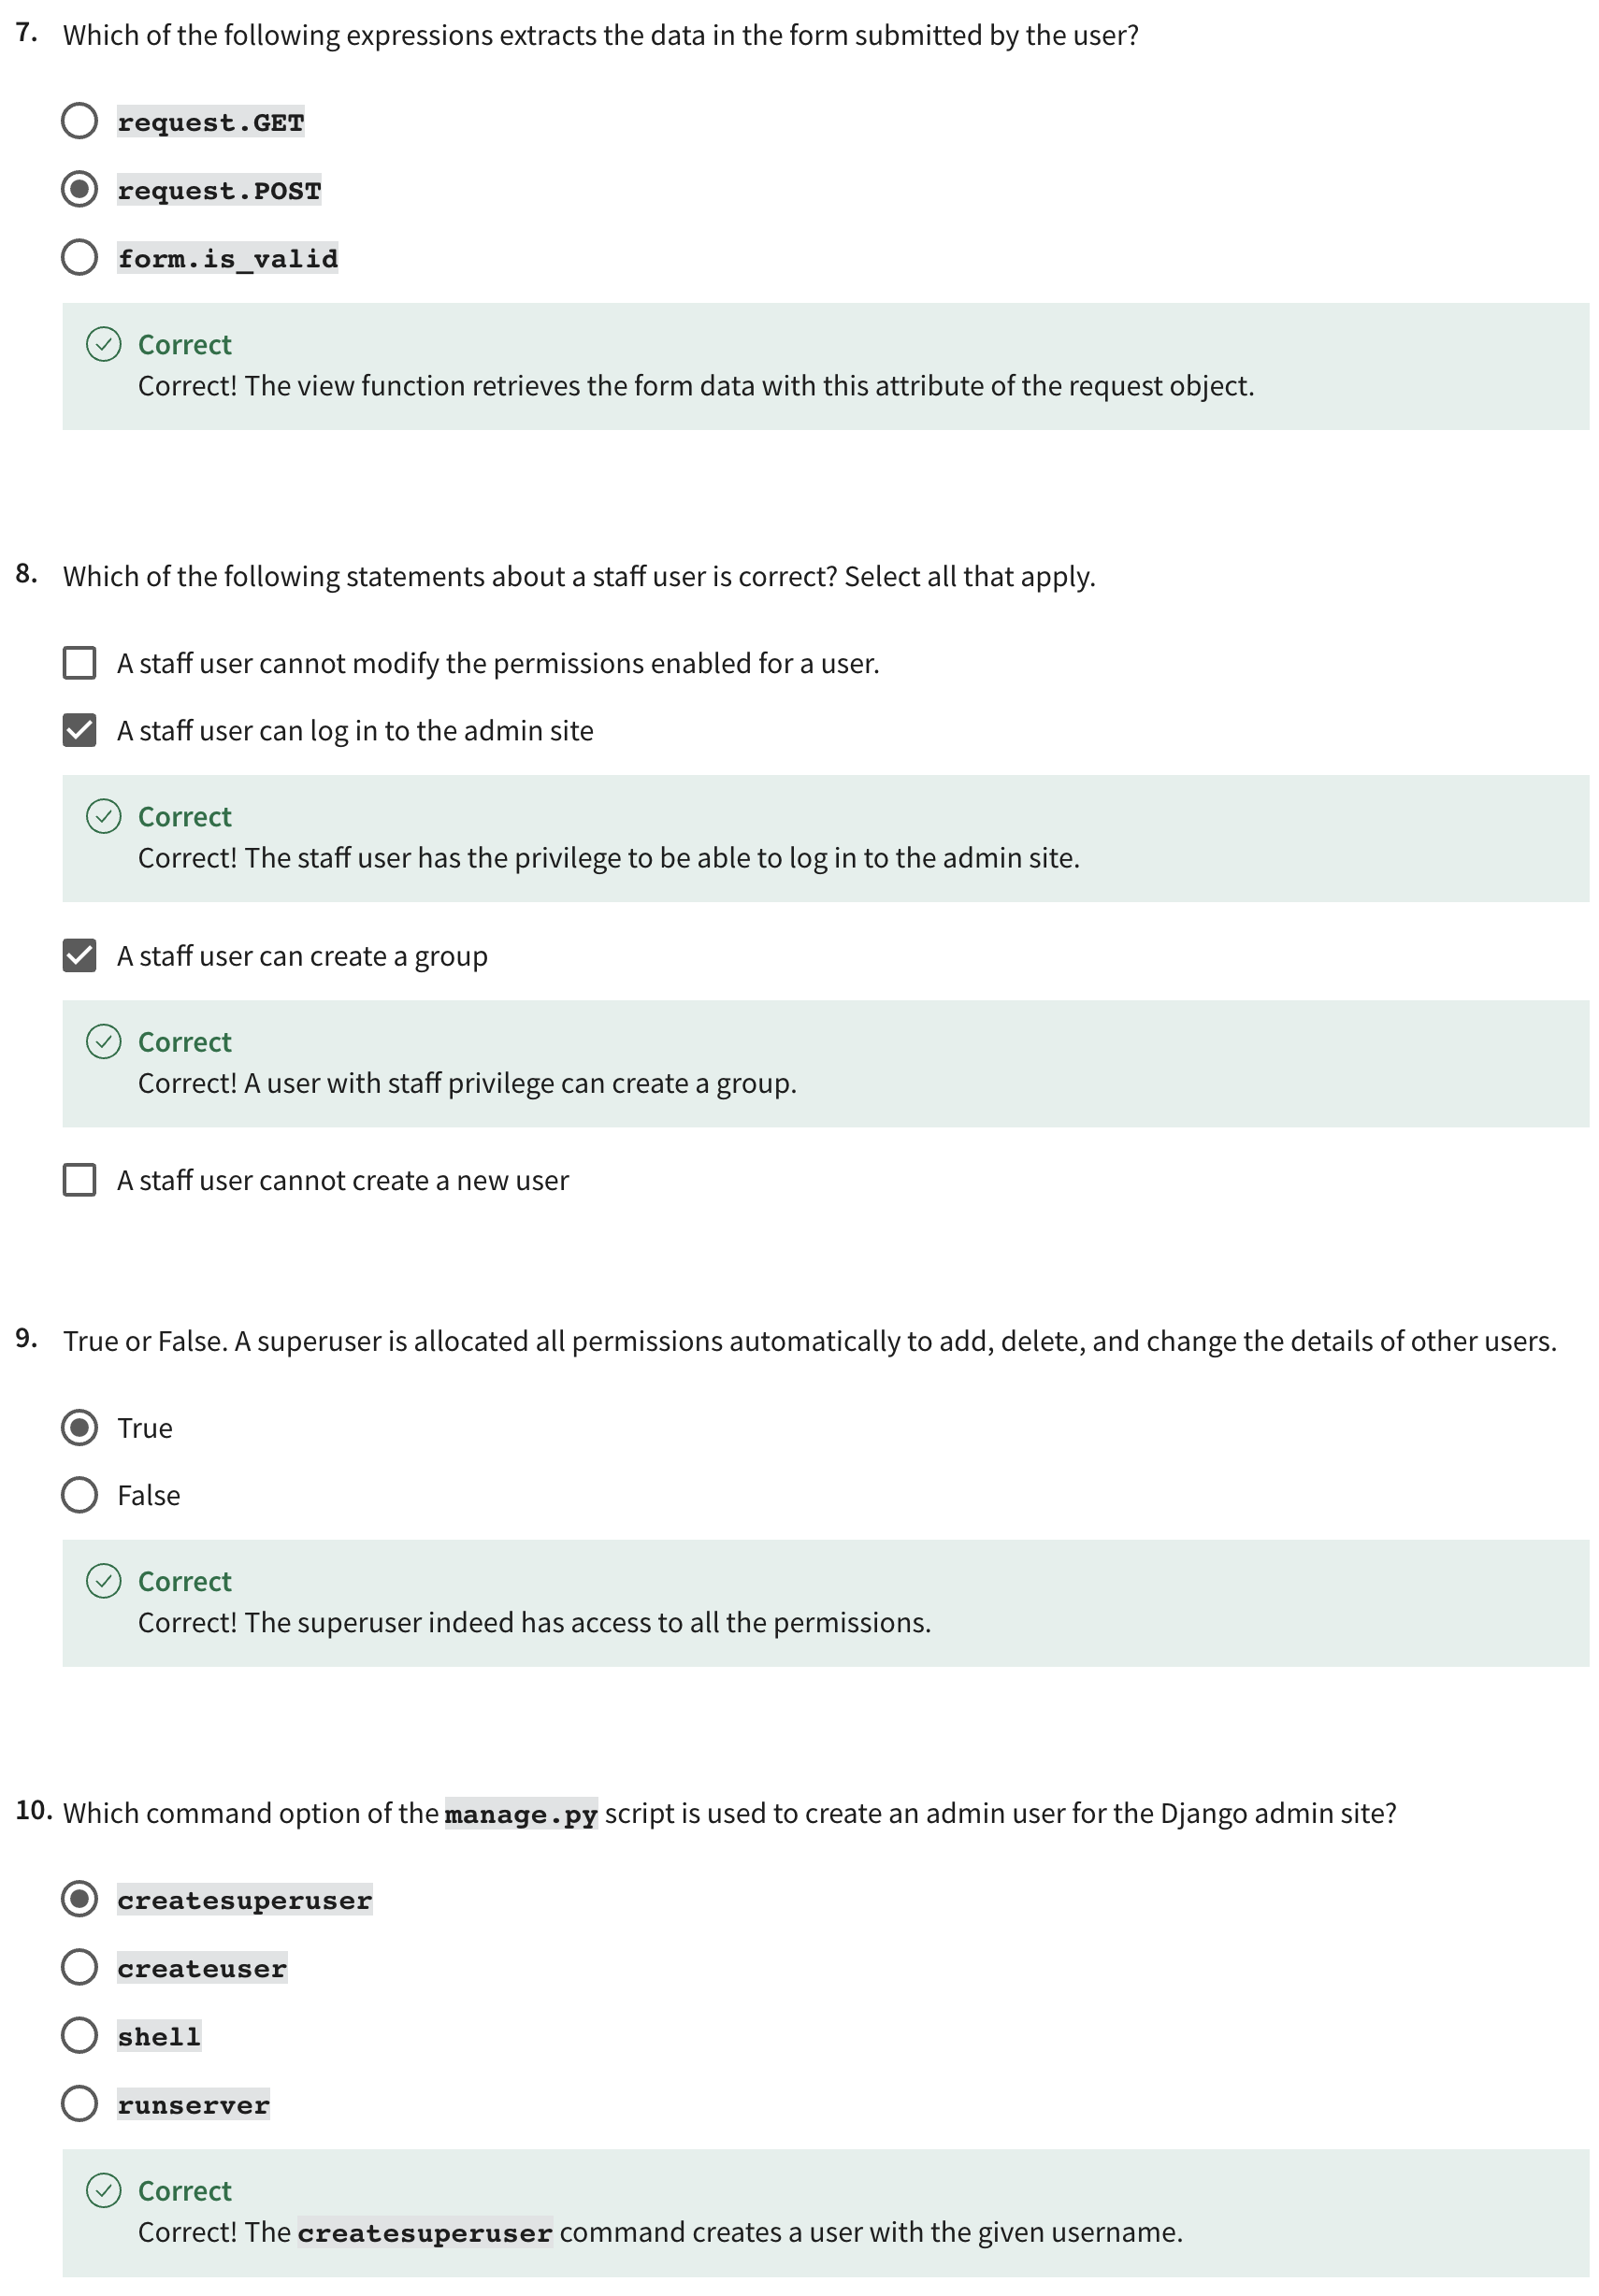 7. Which of the following expressions extracts the data in the form submitted by the user?
request.GET
request.POST
form.is_valid
Correct
Correct! The view function retrieves the form data with this attribute of the request object.
8. Which of the following statements about a staff user is correct? Select all that apply.
A staff user cannot modify the permissions enabled for a user.
A staff user can log in to the admin site
Correct
Correct! The staff user has the privilege to be able to log in to the admin site.
A staff user can create a group
Correct
Correct! A user with staff privilege can create a group.
A staff user cannot create a new user
9. True or False. A superuser is allocated all permissions automatically to add, delete, and change the details of other users.
True
False
Correct
Correct! The superuser indeed has access to all the permissions.
10. Which command option of the manage.py script is used to create an admin user for the Django admin site?
createsuperuser
createuser
shell
runserver
Correct
Correct! The createsuperuser command creates a user with the given username.